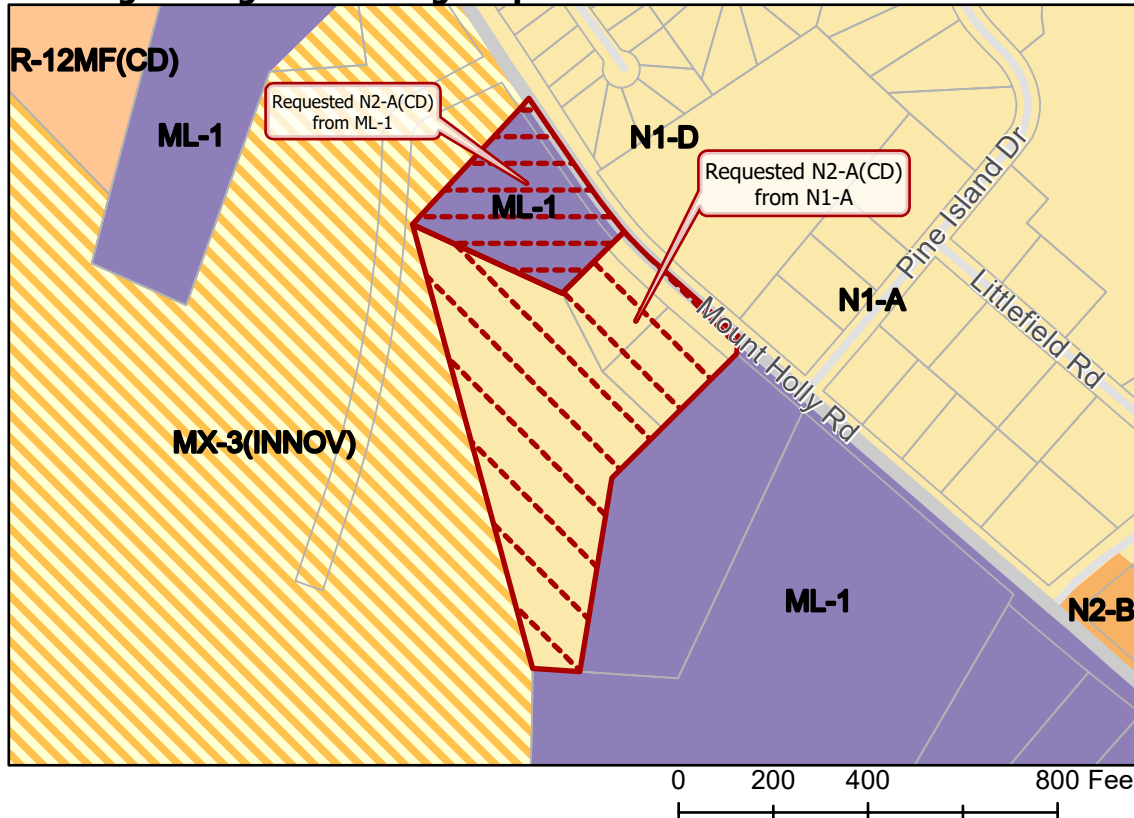 R-12MF(CD)
ML-1
Requested N2-A(CD)
from ML-1
N1-D
Requested N2-A(CD)
from N1-A
ML-1
Pine Island Dr
N1-A
Littlefield Rd
Mount Holly Rd
MX-3(INNOV)
ML-1
N2-B
0 200 400 800 Fee